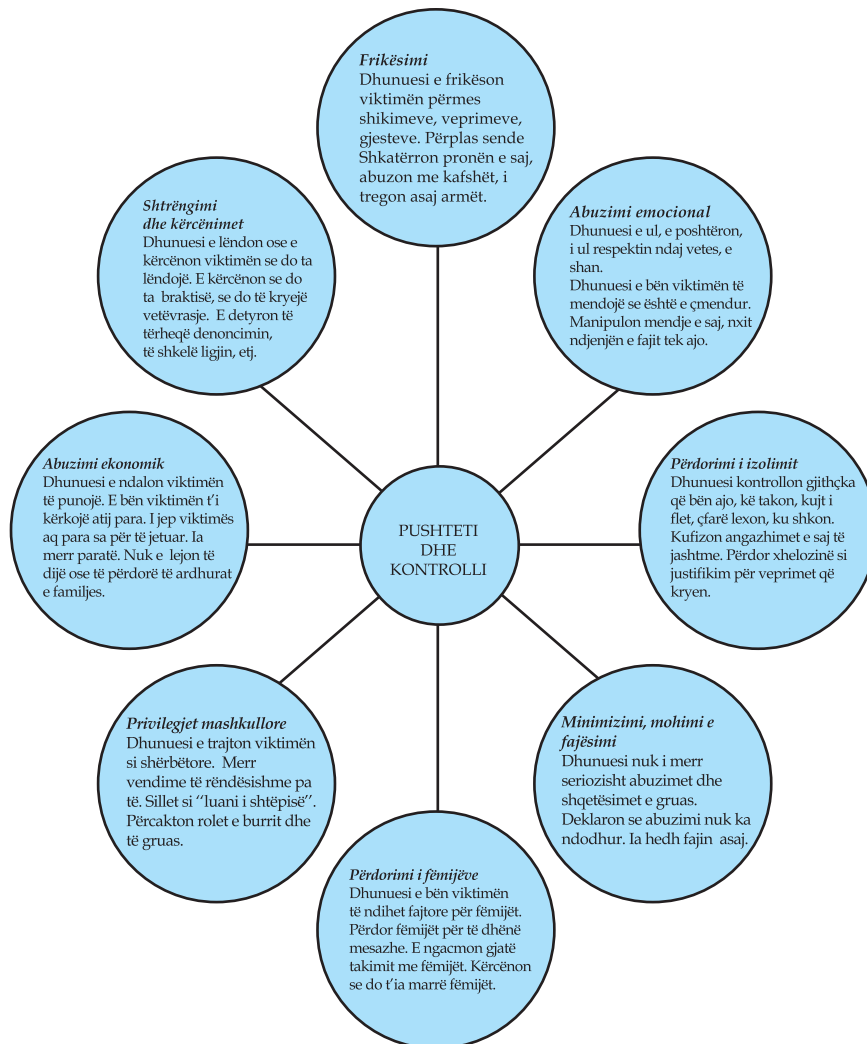 Frikësimi
Dhunuesi e frikëson
viktimën përmes
shikimeve, veprimeve,
gjesteve. Përplas sende
Shkatërron pronën e saj,
abuzon me kafshët, i
tregon asaj armët.
Shtrëngimi
dhe kërcënimet
Dhunuesi e lëndon ose e
kërcënon viktimën se do ta
lëndojë. E kërcënon se do
ta braktisë, se do të kryejë
vetëvrasje. E detyron të
tërheqë denoncimin,
të shkelë ligjin, etj.
Abuzimi emocional
Dhunuesi e ul, e poshtëron,
i ul respektin ndaj vetes, e
shan.
Dhunuesi e bën viktimën të
mendojë se është e çmendur.
Manipulon mendje e saj, nxit
ndjenjën e fajit tek ajo.
Abuzimi ekonomik
Dhunuesi e ndalon viktimën
të punojë. E bën viktimën t'i
kërkojë atij para. I jep viktimës
aq para sa për të jetuar. Ia
merr paratë. Nuk e lejon të
dijë ose të përdorë të ardhurat
e familjes.
PUSHTETI
DHE
KONTROLLI
Përdorimi i izolimit
Dhunuesi kontrollon gjithçka
që bën ajo, kë takon, kujt i
flet, çfarë lexon, ku shkon.
Kufizon angazhimet e saj të
jashtme. Përdor xhelozinë si
justifikim për veprimet që
kryen.
Privilegjet mashkullore
Dhunuesi e trajton viktimën
si shërbëtore. Merr
vendime të rëndësishme pa
të. Sillet si "luani i shtëpisë".
Përcakton rolet e burrit dhe
të gruas.
Minimizimi, mohimi e
fajësimi
Dhunuesi nuk i merr
seriozisht abuzimet dhe
shqetësimet e gruas.
Deklaron se abuzimi nuk ka
ndodhur. Ia hedh fajin asaj.
Përdorimi i fëmijëve
Dhunuesi e bën viktimën
të ndihet fajtore për fëmijët.
Përdor fëmijët për të dhënë
mesazhe. E ngacmon gjatë
takimit me fëmijët. Kërcënon
se do t'ia marrë fëmijët.